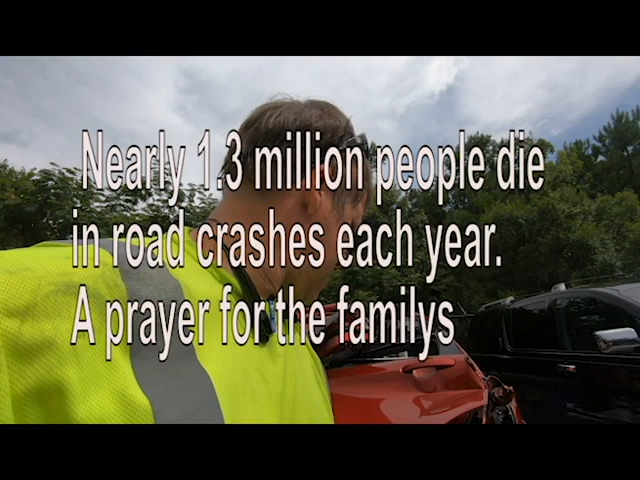 Nearly 1.3 million people die
in road crashes each year.
A prayer for the familys